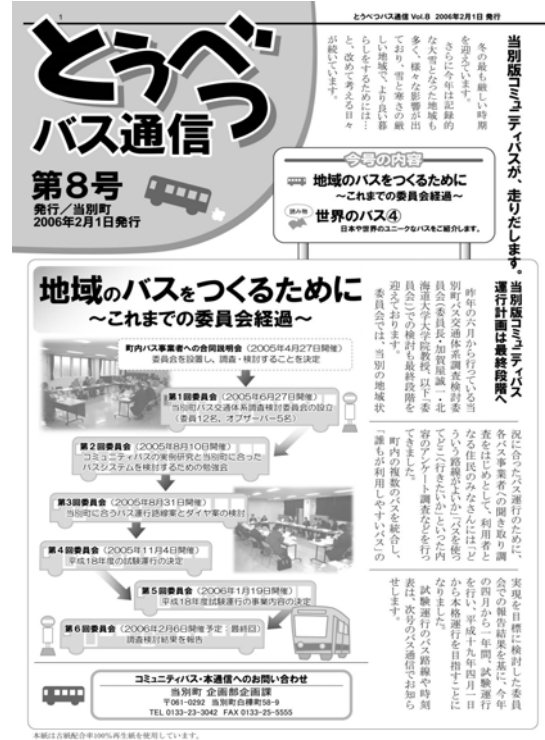 1
とうべつバス通信 Vol.8 2006年2月1日 発行
とうべつ
バス通信
第8号
発行／当別町
2006年2月1日発行
当別版コミュニティバスが、走りだします。
冬の最も厳しい時期
を迎えています。
さらに今年は記録的
な大雪となった地域も
多く、様々な影響が出
ており、雪と寒さの厳
しい地域で、より良い暮
らしをするためには…
と、改めて考える日々
が続いています。
今号の内容
地域のバスをつくるために
〜これまでの委員会経過〜
読み物
世界のバス④
日本や世界のユニークなバスをご紹介します。
地域のバスをつくるために
〜これまでの委員会経過〜
町内バス事業者への合同説明会（2005年4月27日開催）
委員会を設置し、調査・検討することを決定
第1回委員会（2005年6月27日開催）
当別町バス交通体系調査検討委員会の設立
（委員12名、オブザーバー5名）
第2回委員会（2005年8月10日開催）
コミュニティバスの実例研究と当別町に合った
バスシステムを検討するための勉強会
第3回委員会（2005年8月31日開催）
当別町に合うバス運行路線案とダイヤ案の検討
第4回委員会（2005年11月4日開催）
平成18年度の試験運行の決定
第5回委員会（2006年1月19日開催）
平成18年度試験運行の事業内容の決定
第6回委員会（2006年2月6日開催予定：最終回）
調査検討結果を報告
当別版コミュニティバス
運行計画は最終段階へ
昨年の六月から行っている当
別町バス交通体系調査検討委
員会（委員長・加賀屋誠一・北
海道大学大学院教授、以下「委
員会」）での検討も最終段階を
迎えております。
委員会では、当別の地域状
況に合ったバス運行のために、
各バス事業者への聞き取り調
査をはじめとして、利用者と
なる住民のみなさんには「ど
ういう路線がよいか」「バスを使っ
てどこへ行きたいか」といった内
容のアンケート調査などを行っ
てきました。
町内の複数のバスを統合し、
「誰もが利用しやすいバス」の
実現を目標に検討した委員
会での報告結果を基に、今年
の四月から一年間、試験運行
を行い、平成十九年四月一日
から本格運行を目指すことに
なりました。
試験運行のバス路線や時刻
表は、次号のバス通信でお知ら
せします。
コミュニティバス・本通信へのお問い合わせ
当別町 企画部企画課
〒061-0292 当別町白樺町58-9
TEL 0133-23-3042 FAX 0133-25-5555
本紙は古紙配合率100%再生紙を使用しています。